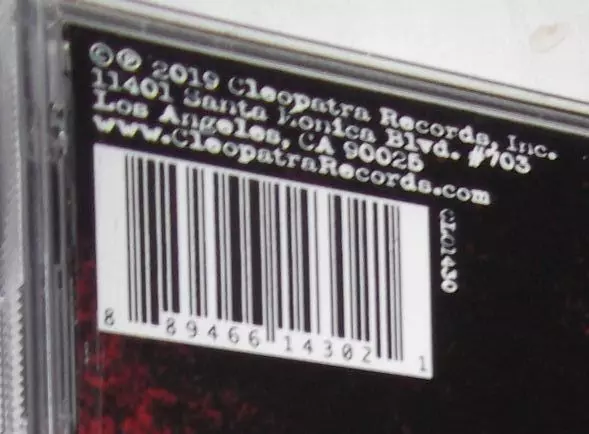 ©℗ 2019 Cleopatra Records, Inc.
11401 Santa Monica Blvd. #703
Los Angeles, CA 90025
www.CleopatraRecords.com
CLO1430
8 89466 14302 1